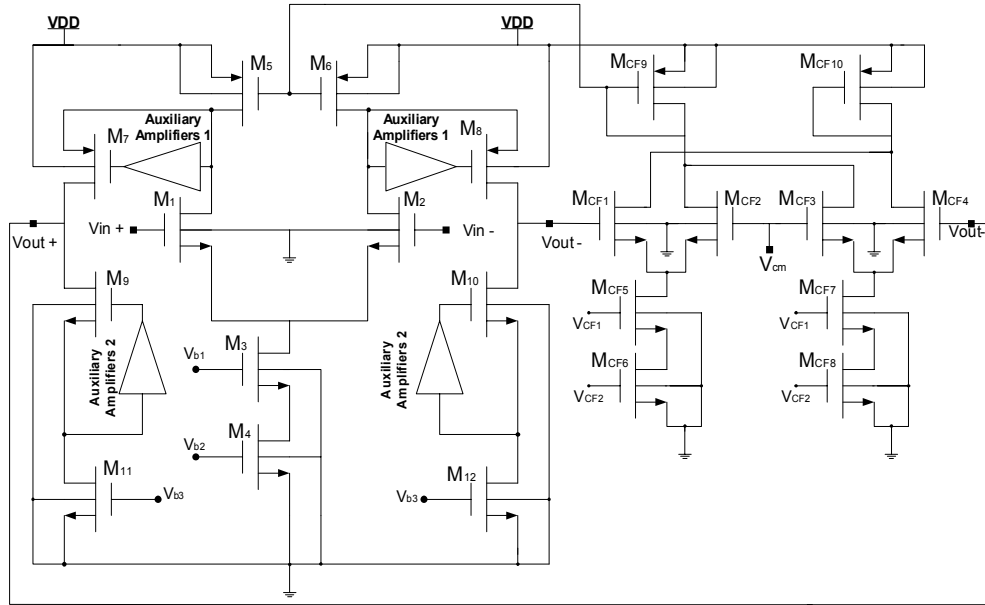 VDD
VDD
M5
M6
MCF9
MCF10
Auxiliary
Amplifiers 1
Auxiliary
Amplifiers 1
M7
M8
M1
M2
MCF1
MCF2
MCF3
MCF4
Vout +
Vin +
Vin -
Vout -
Vcm
Vout-
M9
M10
MCF5
MCF7
VCF1
VCF1
Auxiliary
Amplifiers 2
M3
Vb1
Auxiliary
Amplifiers 2
MCF6
MCF8
VCF2
VCF2
M4
Vb2
M11
Vb3
M12
Vb3